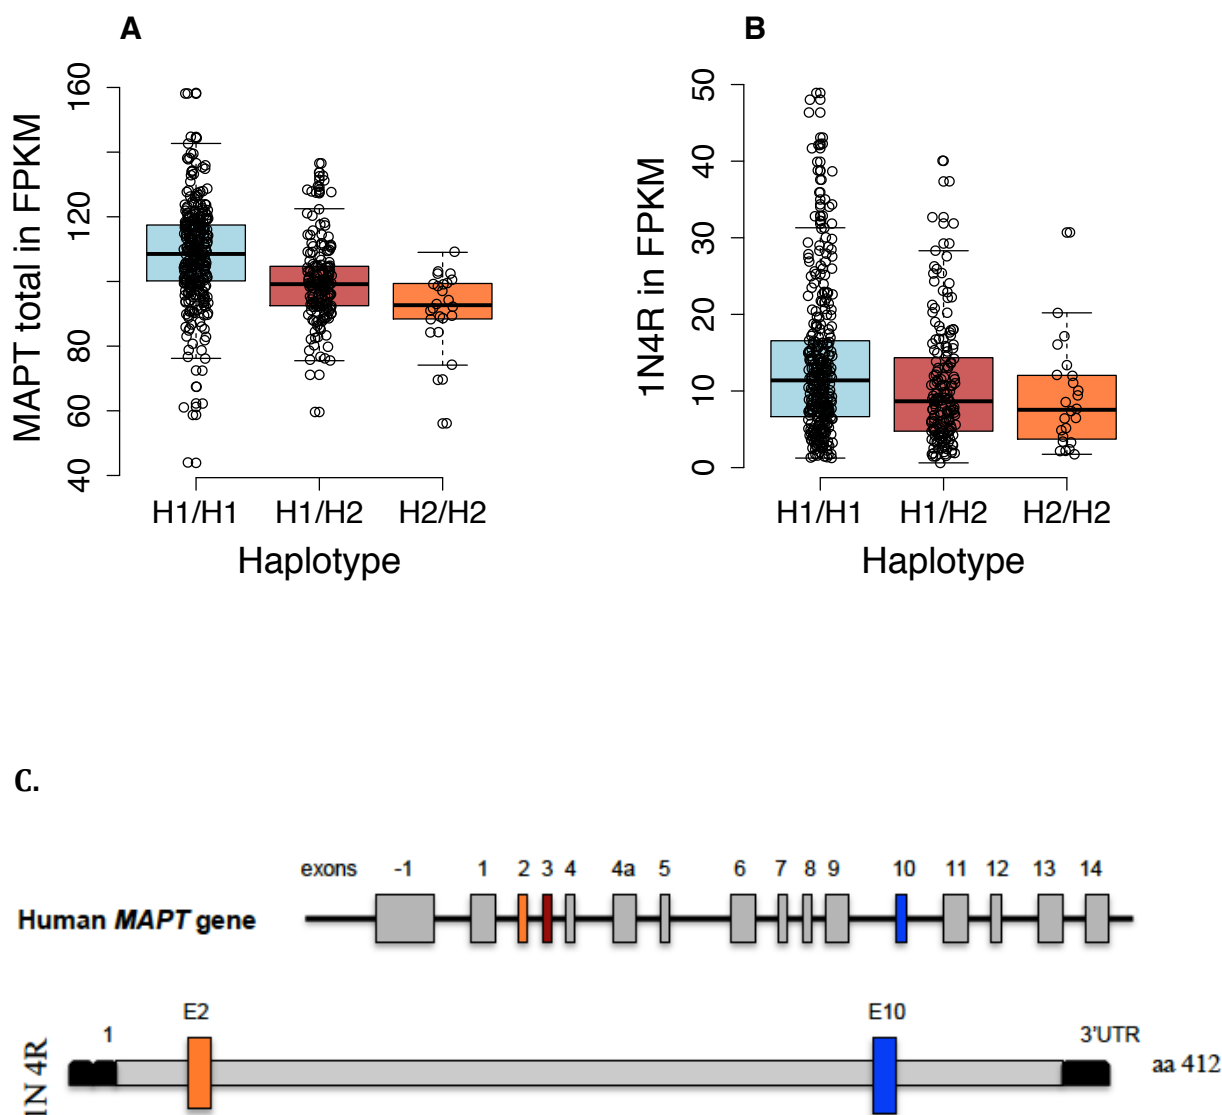 A
MAPT total in FPKM
160
120
80
60
40
H1/H1 H1/H2 H2/H2
Haplotype
B
1N4R in FPKM
50
40
30
20
10
0
H1/H1 H1/H2 H2/H2
Haplotype
C.
exons -1 1 2 3 4 4a 5 6 7 8 9 10 11 12 13 14
Human MAPT gene
E2 E10
1 3'UTR
1N 4R
aa 412